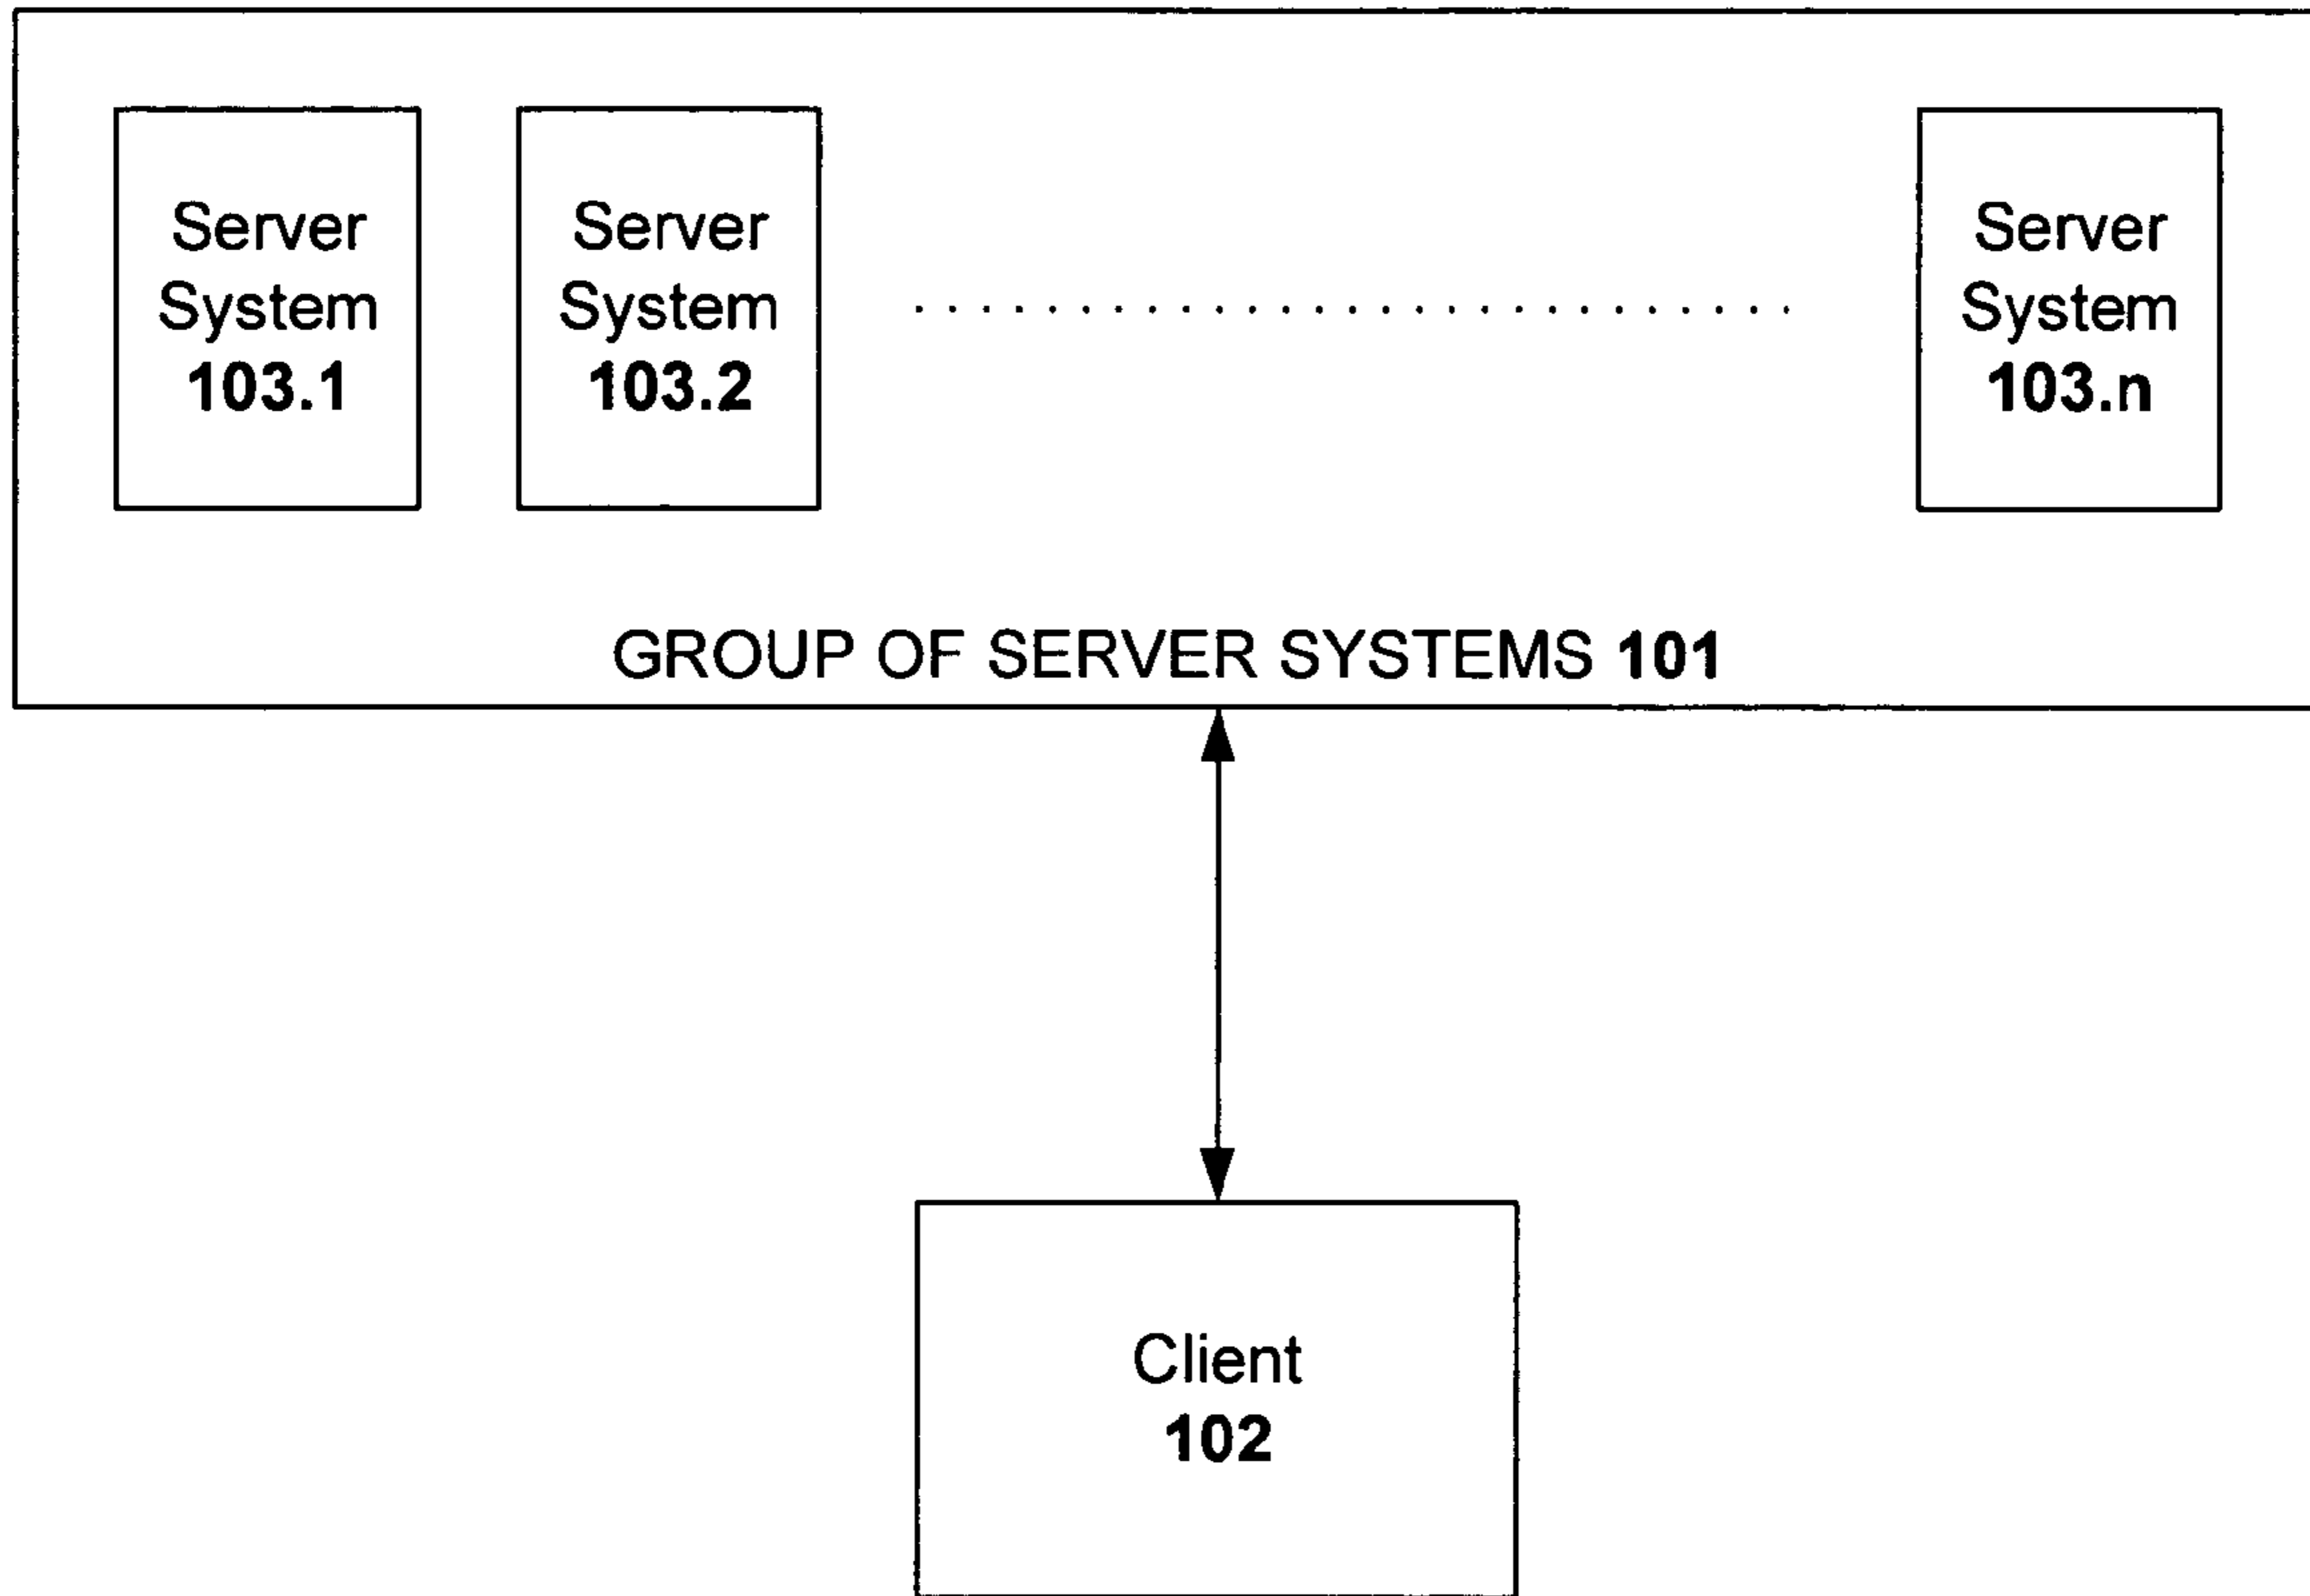 Server
System
103.1
Server
System
103.2
Server
System
103.n
GROUP OF SERVER SYSTEMS 101
Client
102